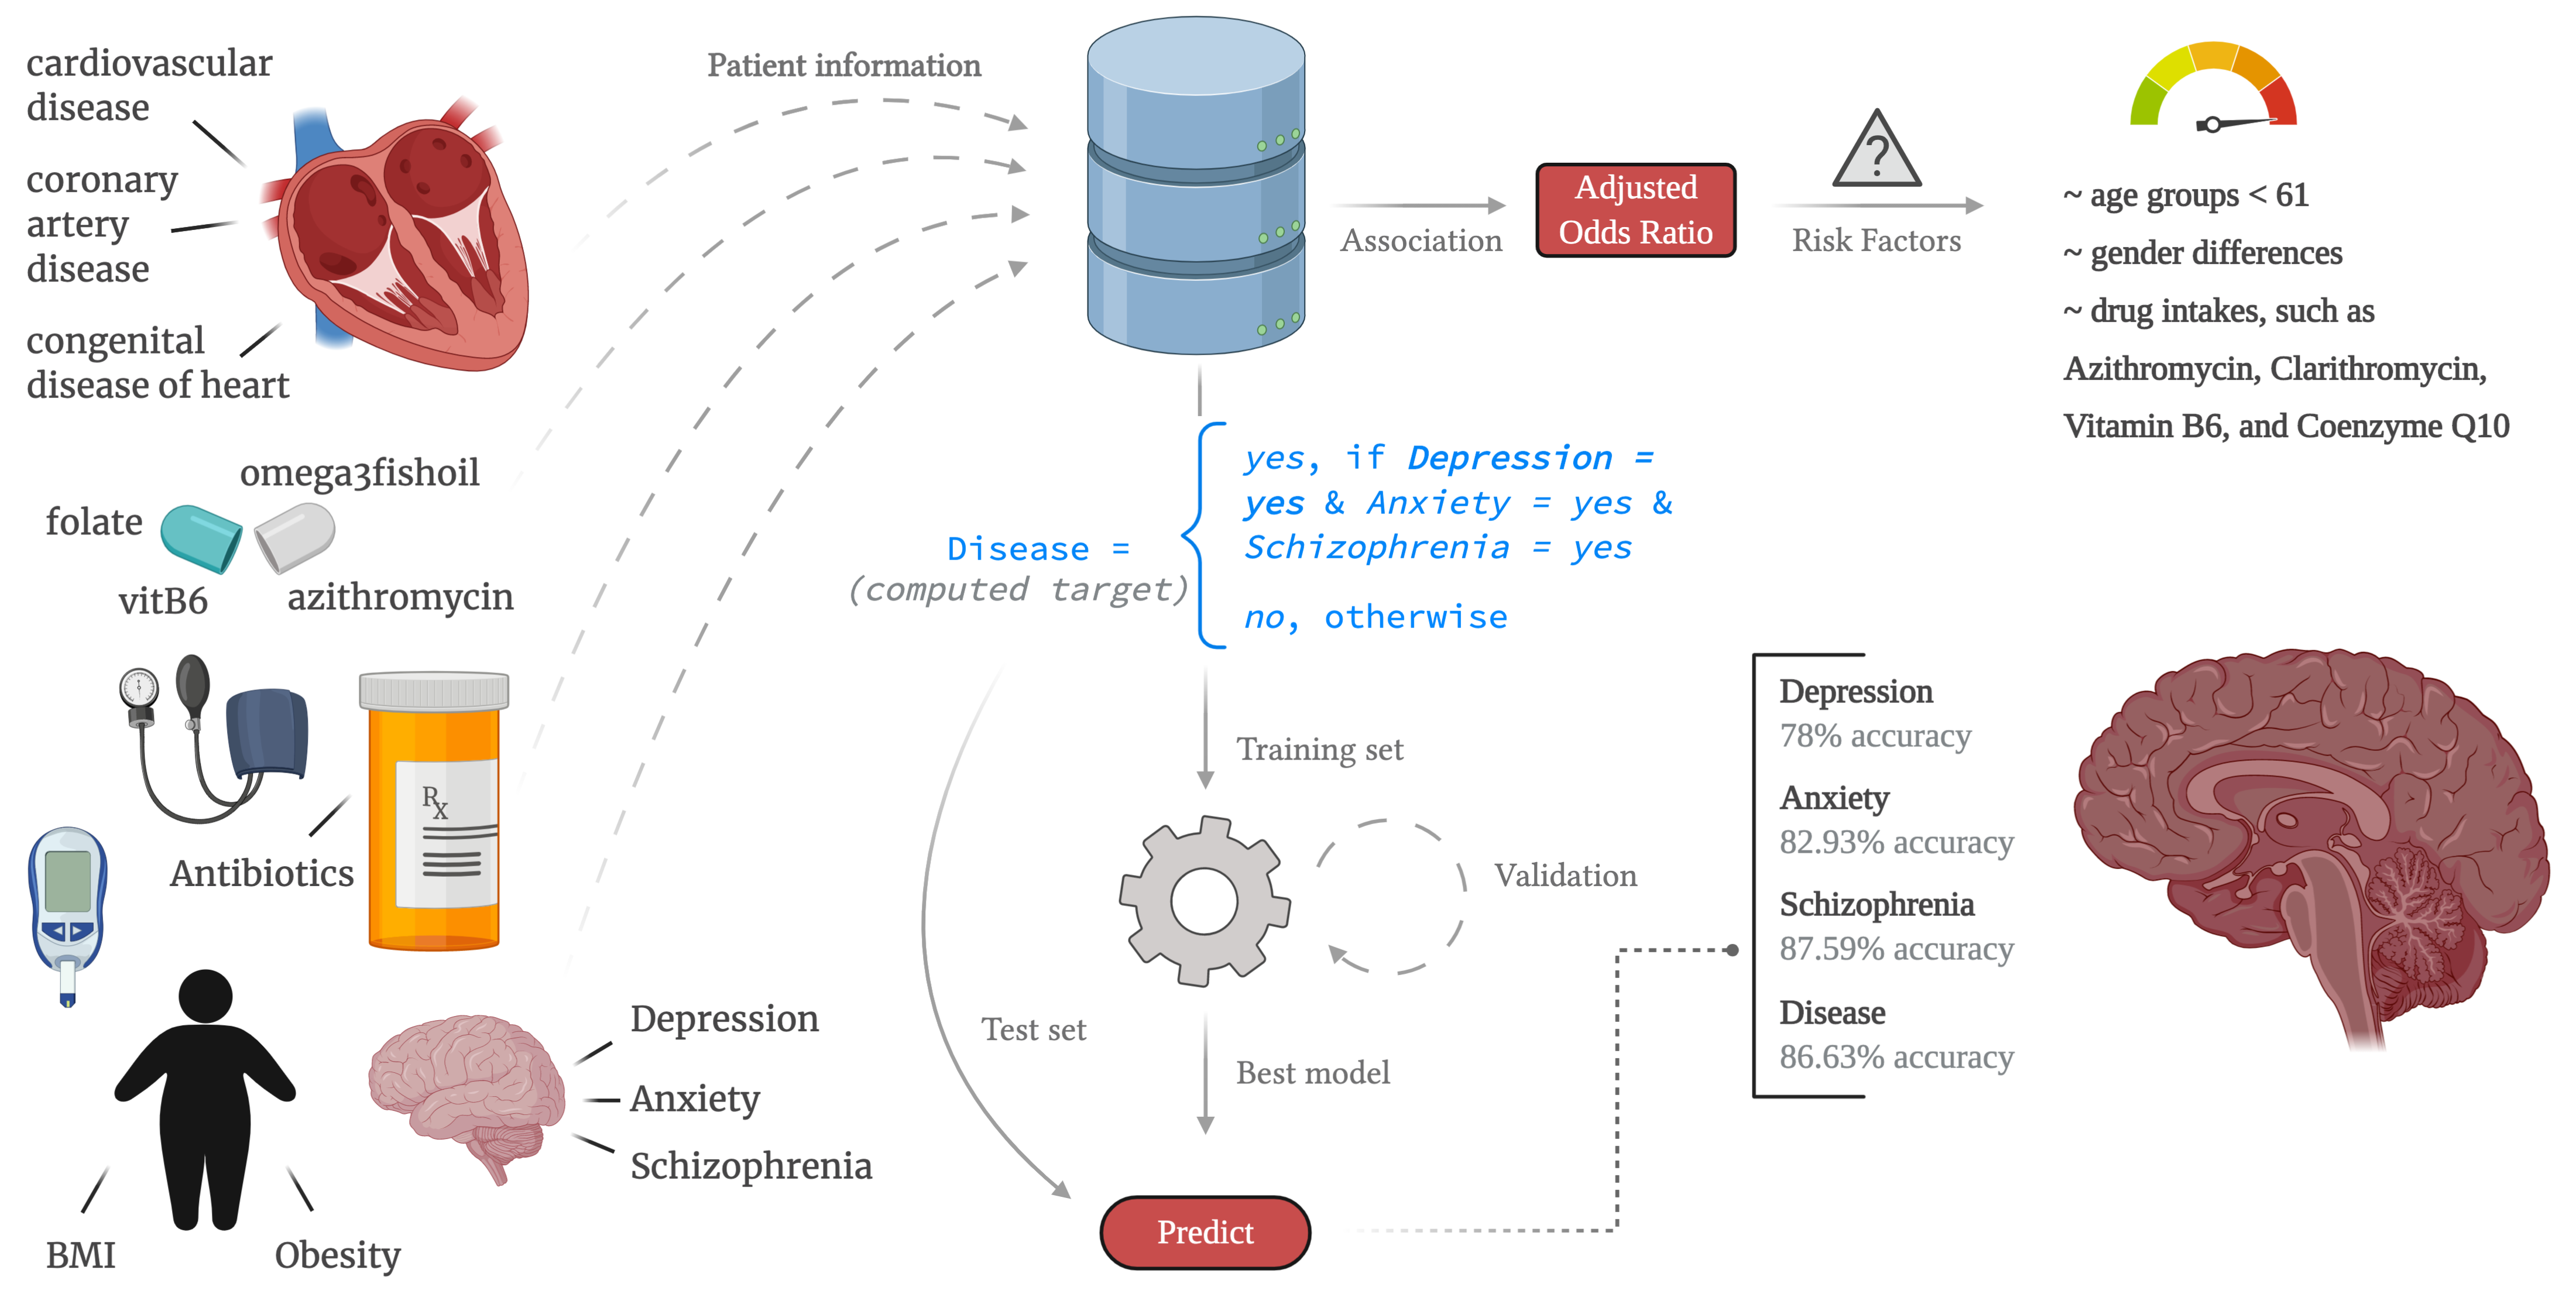 cardiovascular
disease
coronary
artery
disease
congenital
disease of heart
omega3fishoil
folate
vitB6
azithromycin
Rx
Antibiotics
Depression
Anxiety
Schizophrenia
BMI
Obesity
Patient information
Association
Adjusted
Odds Ratio
?
Risk Factors
~ age groups < 61
~ gender differences
~ drug intakes, such as
Azithromycin, Clarithromycin,
Vitamin B6, and Coenzyme Q10
Disease =
(computed target)
yes, if Depression =
yes & Anxiety = yes &
Schizophrenia = yes
no, otherwise
Training set
Validation
Test set
Best model
Predict
Depression
78% accuracy
Anxiety
82.93% accuracy
Schizophrenia
87.59% accuracy
Disease
86.63% accuracy